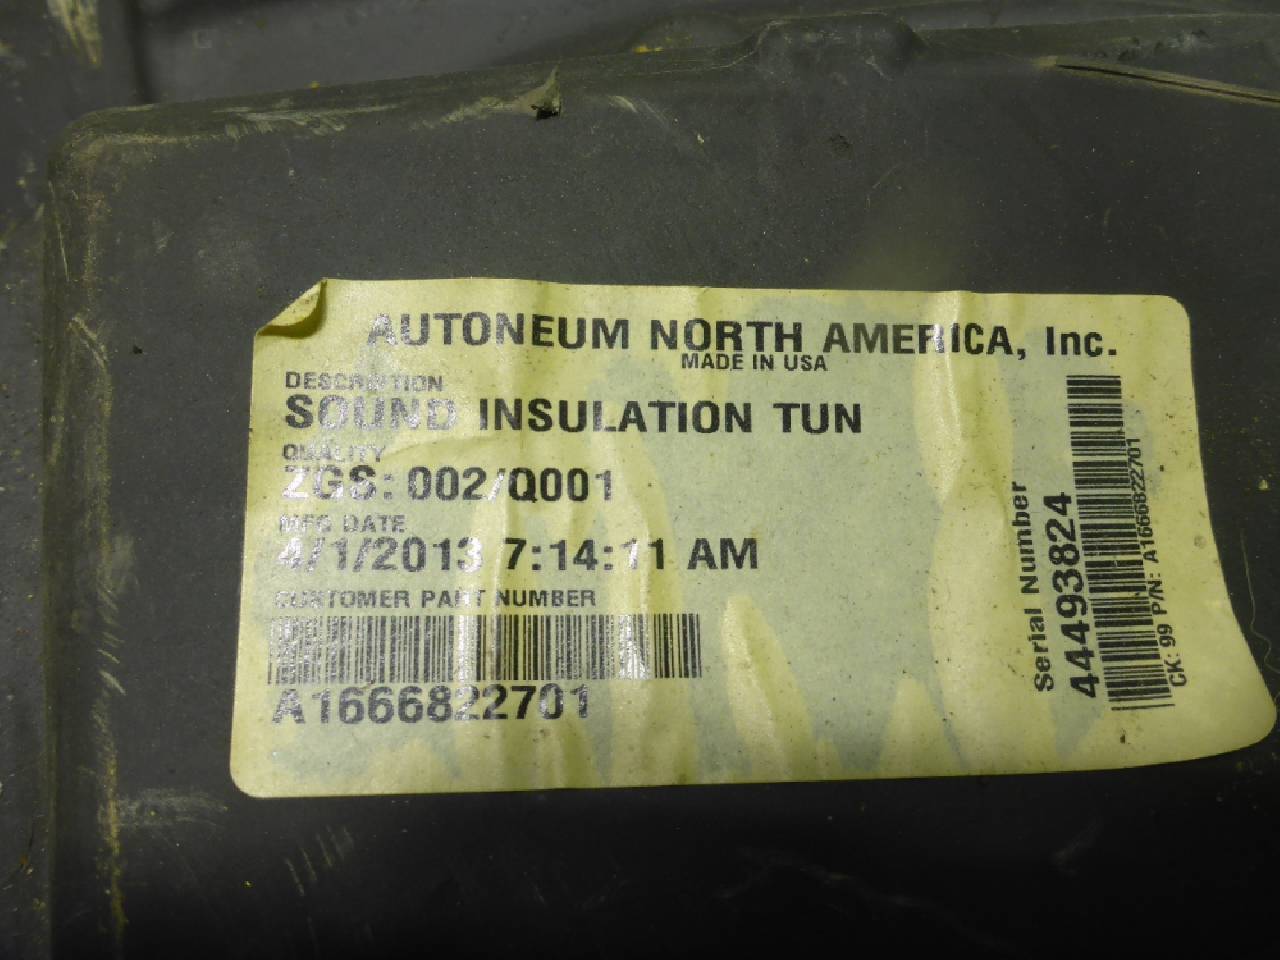 AUTONEUM NORTH AMERICA, Inc.
MADE IN USA
DESCRIPTION
SOUND INSULATION TUN
QUALITY
ZGS: 002/Q001
MFG DATE
4/1/2013 7:14:11 AM
CUSTOMER PART NUMBER
A1666822701
Serial Number
44493824
CK: 99 P/N: A1666822701